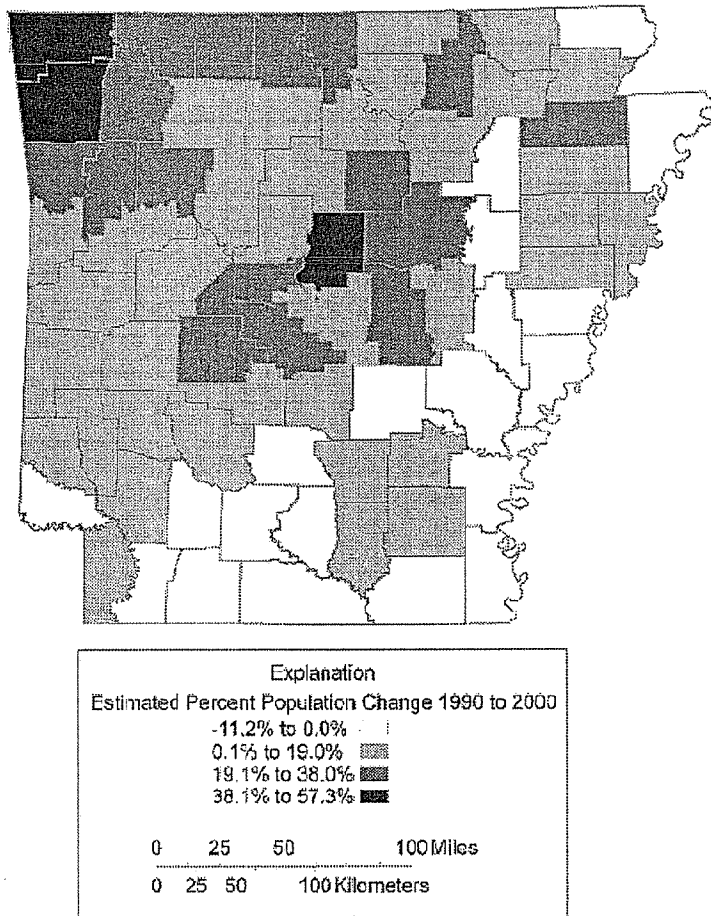 Explanation
Estimated Percent Population Change 1990 to 2000
-11.2% to 0.0%
0.1% to 19.0%
19.1% to 38.0%
38.1% to 57.3%
0 25 50 100 Miles
0 25 50 100 Kilometers